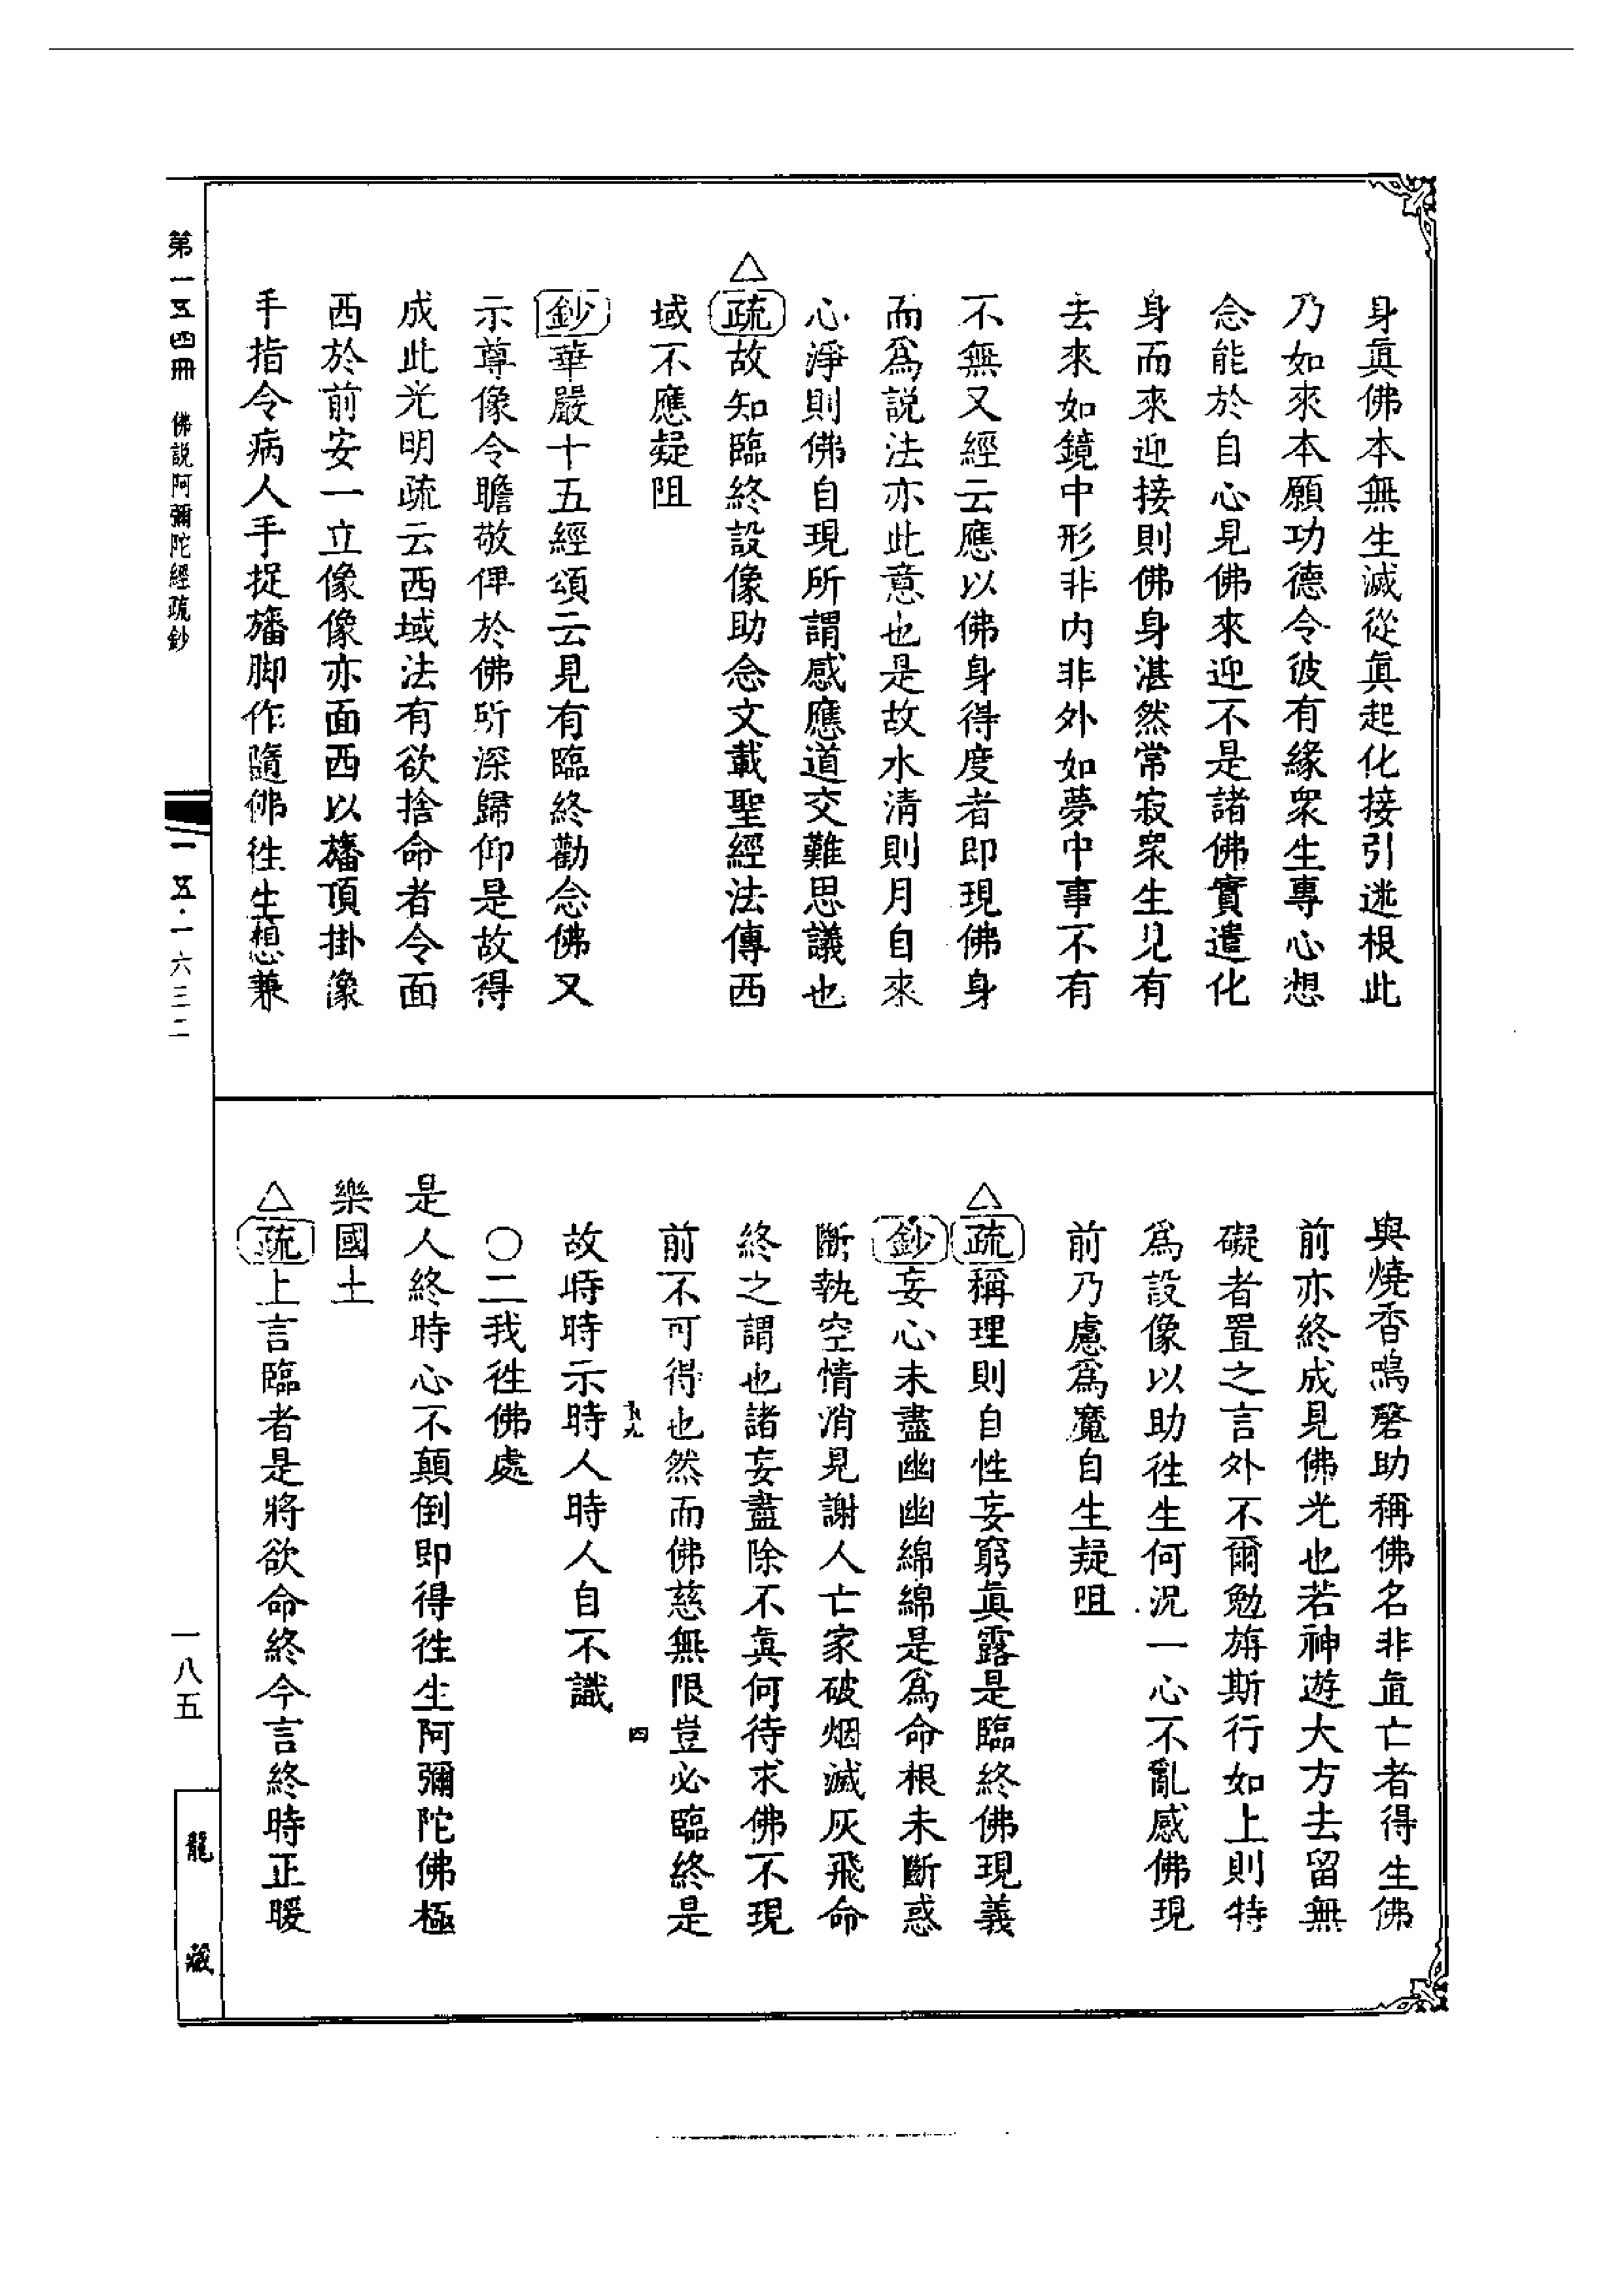 身眞佛本無生滅從眞起化接引迷根此
乃如來本願功德令彼有緣衆生專心想
念能於自心見佛來迎不是諸佛實遣化
身而來迎接則佛身湛然常寂衆生見有
去來如鏡中形非内非外如夢中事不有
不無又經云應以佛身得度者即現佛身
而爲説法亦此意也是故水清則月自來
心淨則佛自現所謂感應道交難思議也
△疏故知臨終設像助念文載聖經法傳西
域不應疑阻
鈔華嚴十五經頌云見有臨終勸念佛又
示尊像令瞻敬俾於佛所深歸仰是故得
成此光明疏云西域法有欲捨命者令面
西於前安一立像像亦面西以旛頂掛像
手指令病人手捉旛脚作隨佛徃生想兼
與燒香鳴磬助稱佛名非直亡者得生佛
前亦終成見佛光也若神遊大方去留無
礙者置之言外不爾勉旃斯行如上則特
爲設像以助徃生何況一心不亂感佛現
前乃慮爲魔自生疑咀
△疏稱理則自性妄窮眞露是臨終佛現義
鈔妄心未盡幽幽綿綿是爲命根未斷惑
斷執空情消見謝人亡家破烟滅灰飛命
終之謂也諸妄盡除不眞何待求佛不現
前不可得也然而佛慈無限豈必臨終是
四
故時時示時人時人自不識
〇二我徃佛處
是人終時心不顛倒即得徃生阿彌陀佛極
樂國土
△疏上言臨者是將欲命終今言終時正暖
第一五四冊 佛説阿彌陀經疏鈔
一五·一六三二
一八五
龍藏